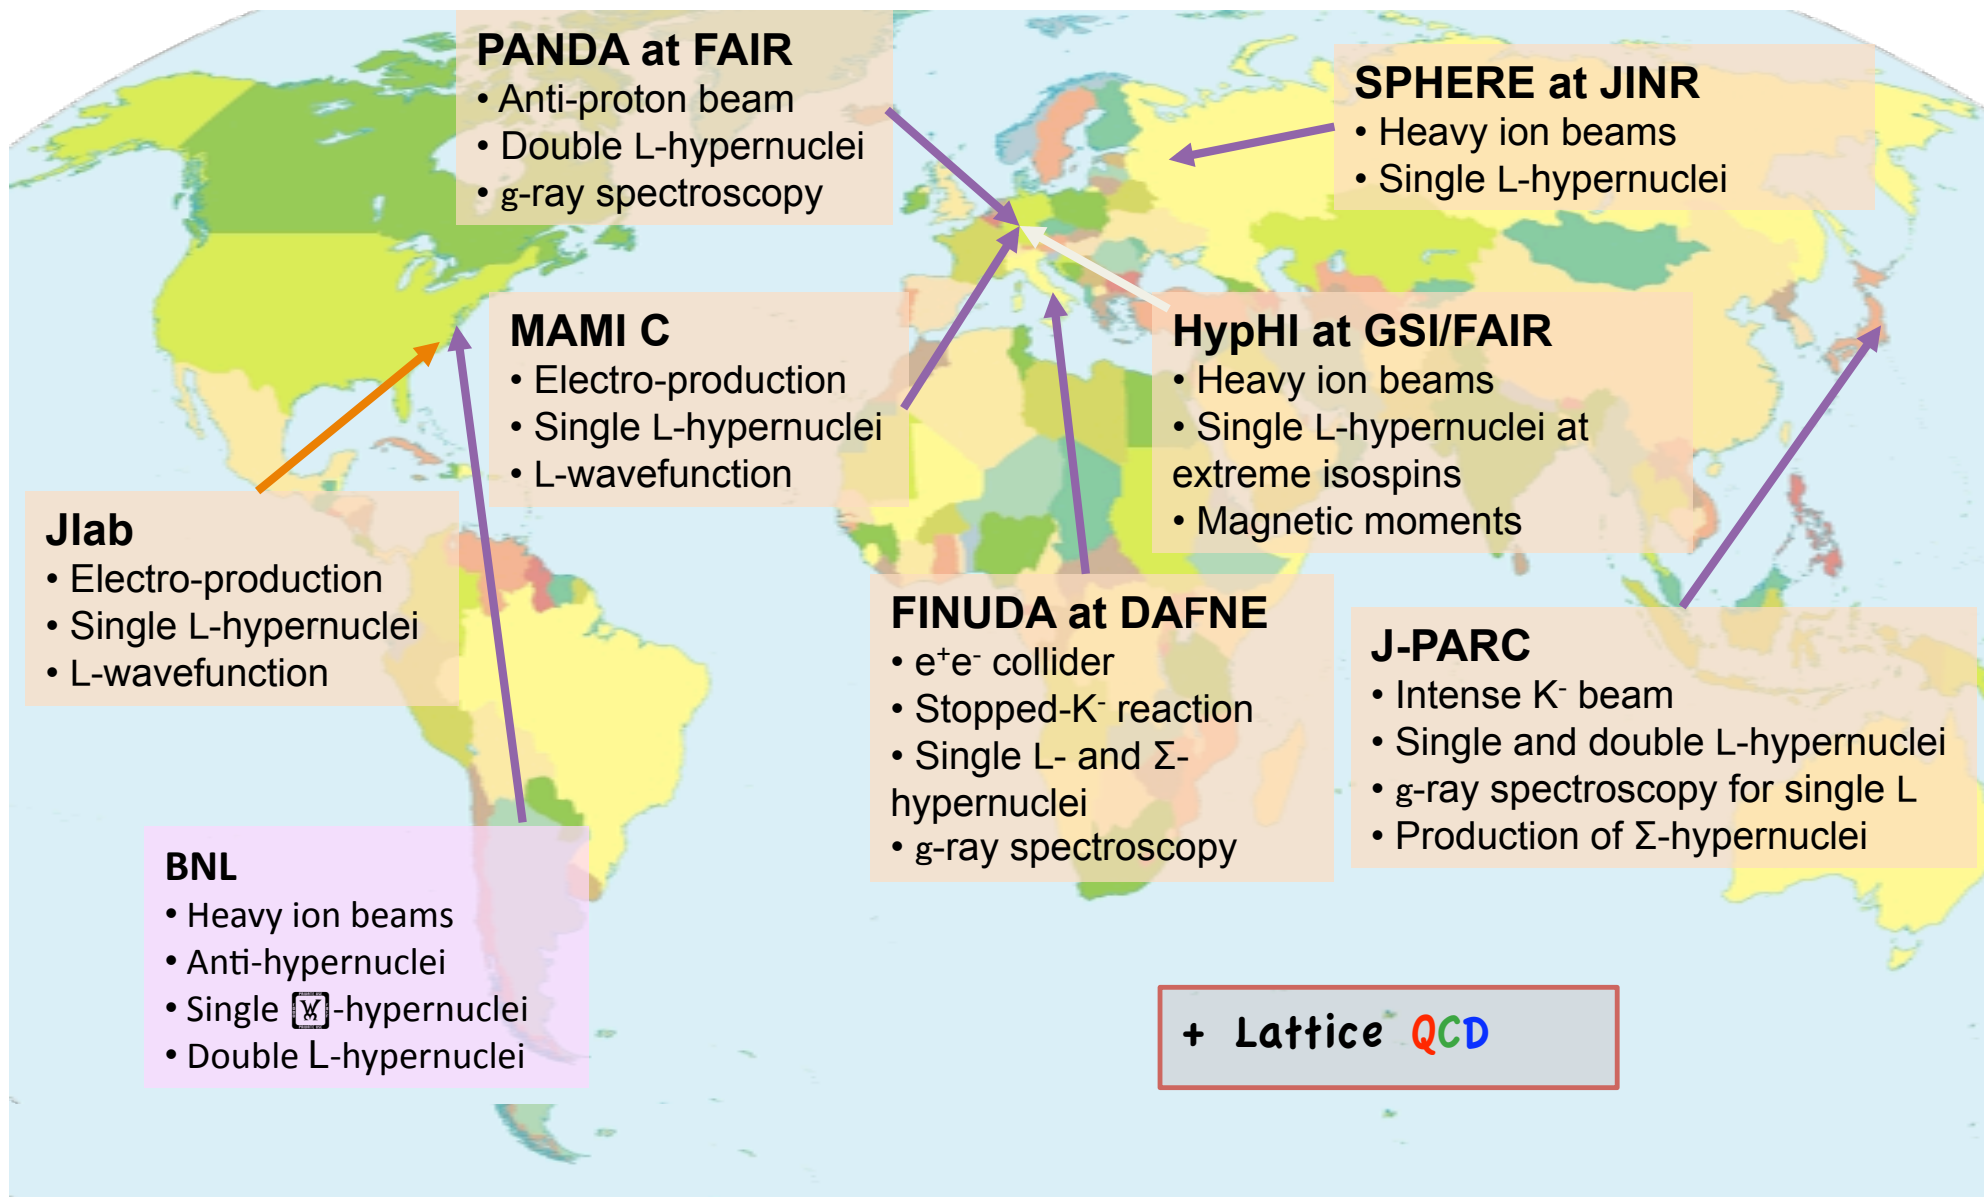 PANDA at FAIR
• Anti-proton beam
• Double L-hypernuclei
• g-ray spectroscopy
SPHERE at JINR
• Heavy ion beams
• Single L-hypernuclei
MAMI C
• Electro-production
• Single L-hypernuclei
• L-wavefunction
HypHI at GSI/FAIR
• Heavy ion beams
• Single L-hypernuclei at
extreme isospins
• Magnetic moments
Jlab
• Electro-production
• Single L-hypernuclei
• L-wavefunction
FINUDA at DAFNE
• e⁺e⁻ collider
• Stopped-K⁻ reaction
• Single L- and Σ-
hypernuclei
• g-ray spectroscopy
J-PARC
• Intense K⁻ beam
• Single and double L-hypernuclei
• g-ray spectroscopy for single L
• Production of Σ-hypernuclei
BNL
• Heavy ion beams
• Anti-hypernuclei
• Single -hypernuclei
• Double L-hypernuclei
+ Lattice QCD